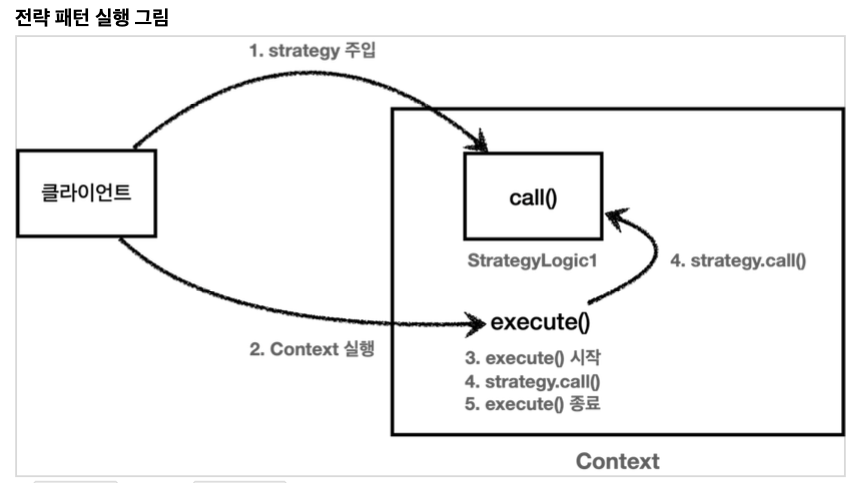 전략 패턴 실행 그림
1. strategy 주입
클라이언트
call()
StrategyLogic1
4. strategy.call()
execute()
2. Context 실행
3. execute() 시작
4. strategy.call()
5. execute() 종료
Context